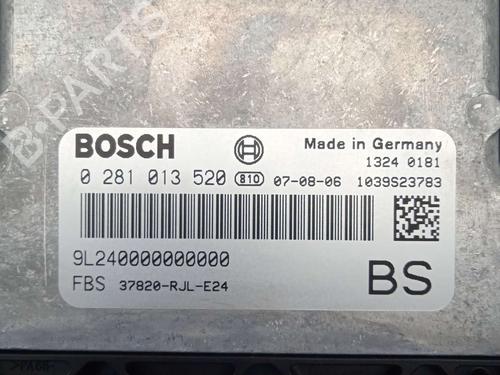 B-PARTS
BOSCH
Made in Germany
1324 0181
0 281 013 520 810 07-08-06 1039S23783
9L240000000000
FBS 37820-RJL-E24
BS